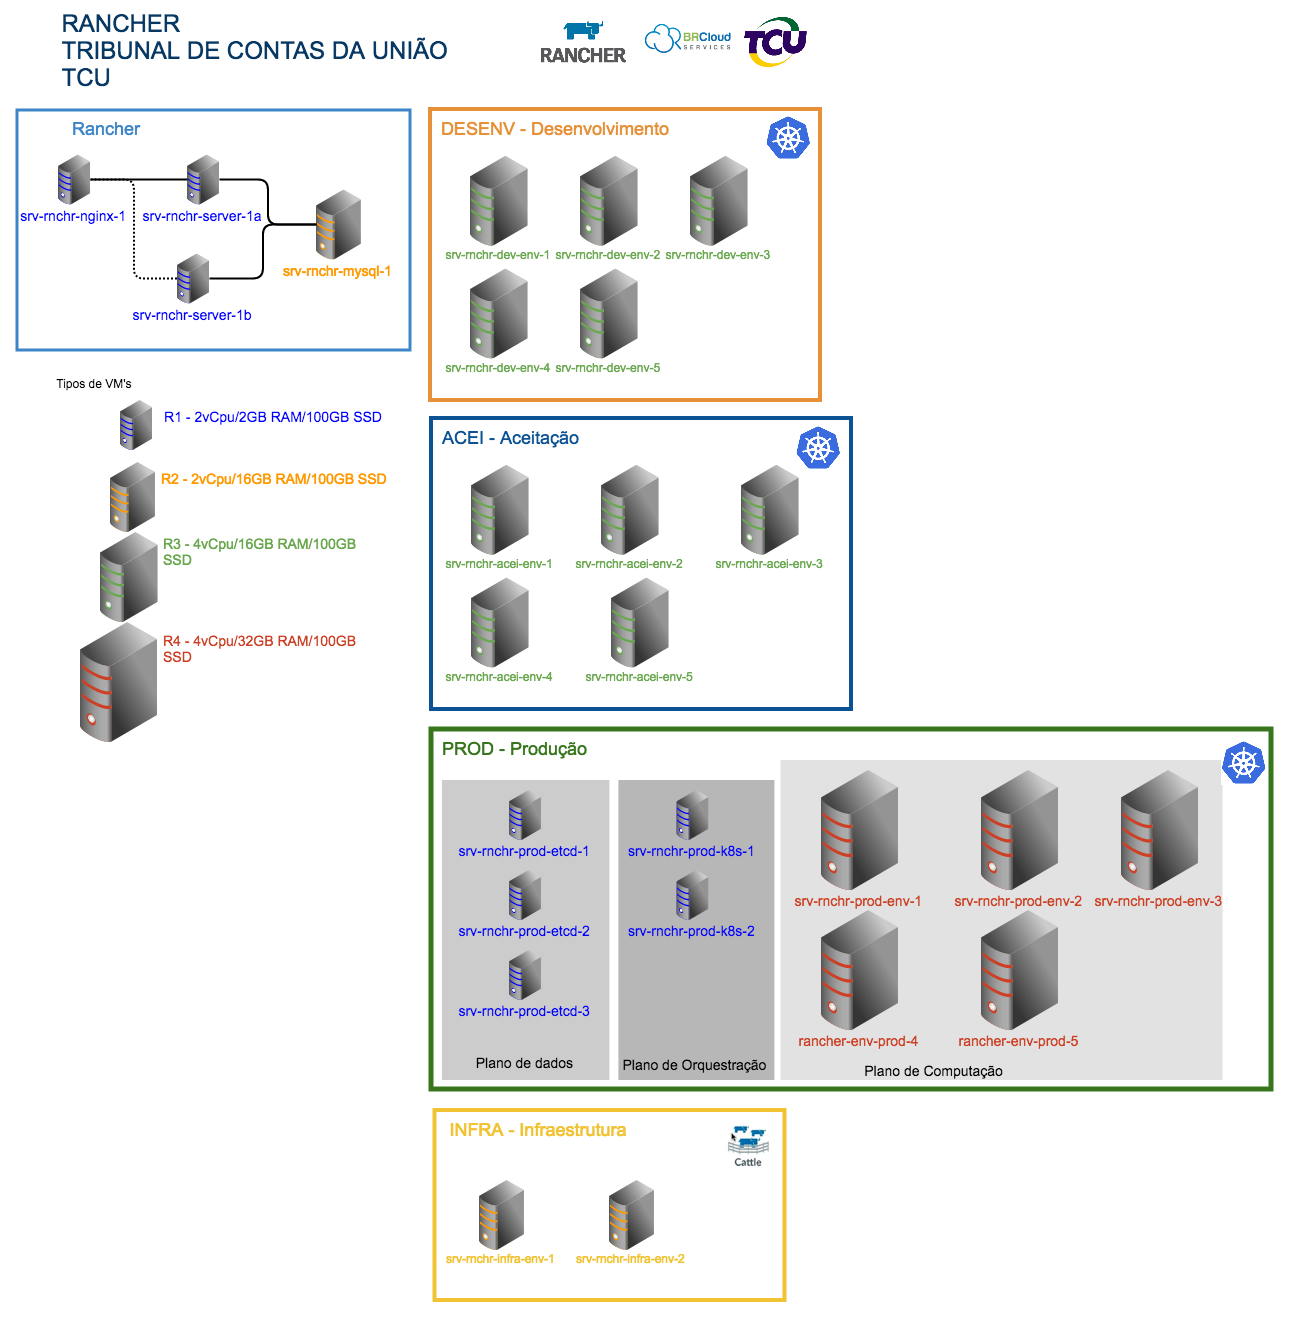 RANCHER
TRIBUNAL DE CONTAS DA UNIÃO
TCU
RANCHER
BRCloud
SERVICES
TCU
Rancher
srv-rnchr-nginx-1
srv-rnchr-server-1a
srv-rnchr-mysql-1
srv-rnchr-server-1b
Tipos de VM's
R1 - 2vCpu/2GB RAM/100GB SSD
R2 - 2vCpu/16GB RAM/100GB SSD
R3 - 4vCpu/16GB RAM/100GB
SSD
R4 - 4vCpu/32GB RAM/100GB
SSD
DESENV - Desenvolvimento
srv-rnchr-dev-env-1
srv-rnchr-dev-env-2
srv-rnchr-dev-env-3
srv-rnchr-dev-env-4
srv-rnchr-dev-env-5
ACEI - Aceitação
srv-rnchr-acei-env-1
srv-rnchr-acei-env-2
srv-rnchr-acei-env-3
srv-rnchr-acei-env-4
srv-rnchr-acei-env-5
PROD - Produção
srv-rnchr-prod-etcd-1
srv-rnchr-prod-etcd-2
srv-rnchr-prod-etcd-3
Plano de dados
srv-rnchr-prod-k8s-1
srv-rnchr-prod-k8s-2
Plano de Orquestração
srv-rnchr-prod-env-1
srv-rnchr-prod-env-2
srv-rnchr-prod-env-3
rancher-env-prod-4
rancher-env-prod-5
Plano de Computação
INFRA - Infraestrutura
Cattle
srv-rnchr-infra-env-1
srv-rnchr-infra-env-2